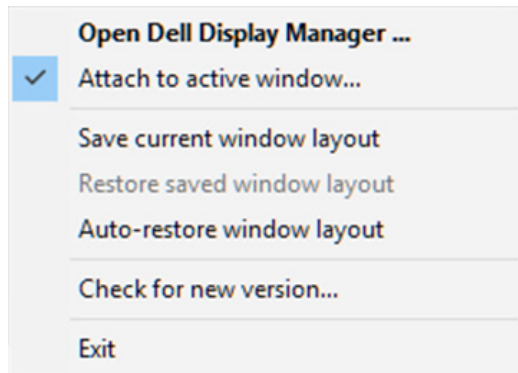 Open Dell Display Manager ...
Attach to active window...
Save current window layout
Restore saved window layout
Auto-restore window layout
Check for new version...
Exit